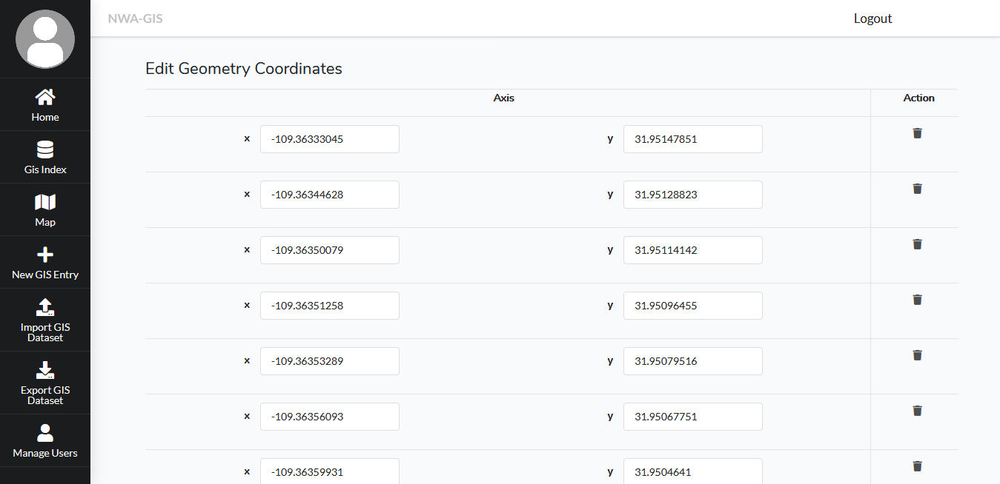 NWA-GIS
Logout
Home
Gis Index
Map
New GIS Entry
Import GIS
Dataset
Export GIS
Dataset
Manage Users
Edit Geometry Coordinates
Axis Action
x -109.36333045 y 31.95147851
x -109.36344628 y 31.95128823
x -109.36350079 y 31.95114142
x -109.36351258 y 31.95096455
x -109.36353289 y 31.95079516
x -109.36356093 y 31.95067751
x -109.36359931 y 31.9504641